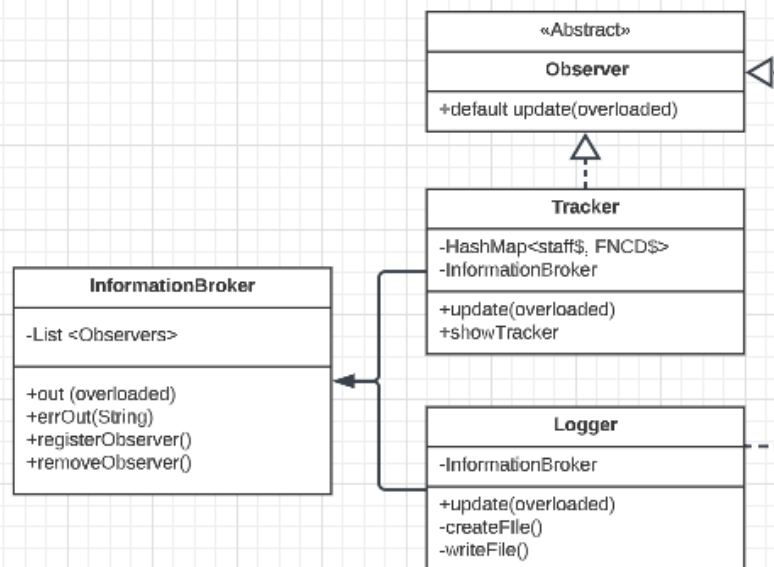 «Abstract»
Observer
+default update(overloaded)
Tracker
-HashMap<staff$, FNCD$>
-InformationBroker
+update(overloaded)
+showTracker
InformationBroker
-List <Observers>
+out (overloaded)
+errOut(String)
+registerObserver()
+removeObserver()
Logger
-InformationBroker
+update(overloaded)
-createFIle()
-writeFile()